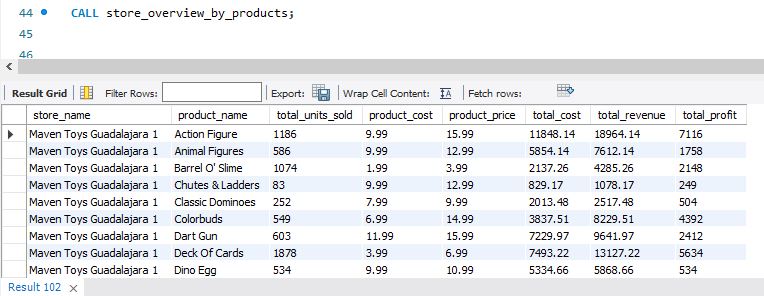 44 CALL store_overview_by_products;
45
46
Result Grid Filter Rows: Export: Wrap Cell Content: IA Fetch rows:
store_name product_name total_units_sold product_cost product_price total_cost total_revenue total_profit
Maven Toys Guadalajara 1 Action Figure 1186 9.99 15.99 11848.14 18964.14 7116
Maven Toys Guadalajara 1 Animal Figures 586 9.99 12.99 5854.14 7612.14 1758
Maven Toys Guadalajara 1 Barrel O' Slime 1074 1.99 3.99 2137.26 4285.26 2148
Maven Toys Guadalajara 1 Chutes & Ladders 83 9.99 12.99 829.17 1078.17 249
Maven Toys Guadalajara 1 Classic Dominoes 252 7.99 9.99 2013.48 2517.48 504
Maven Toys Guadalajara 1 Colorbuds 549 6.99 14.99 3837.51 8229.51 4392
Maven Toys Guadalajara 1 Dart Gun 603 11.99 15.99 7229.97 9641.97 2412
Maven Toys Guadalajara 1 Deck Of Cards 1878 3.99 6.99 7493.22 13127.22 5634
Maven Toys Guadalajara 1 Dino Egg 534 9.99 10.99 5334.66 5868.66 534
Result 102